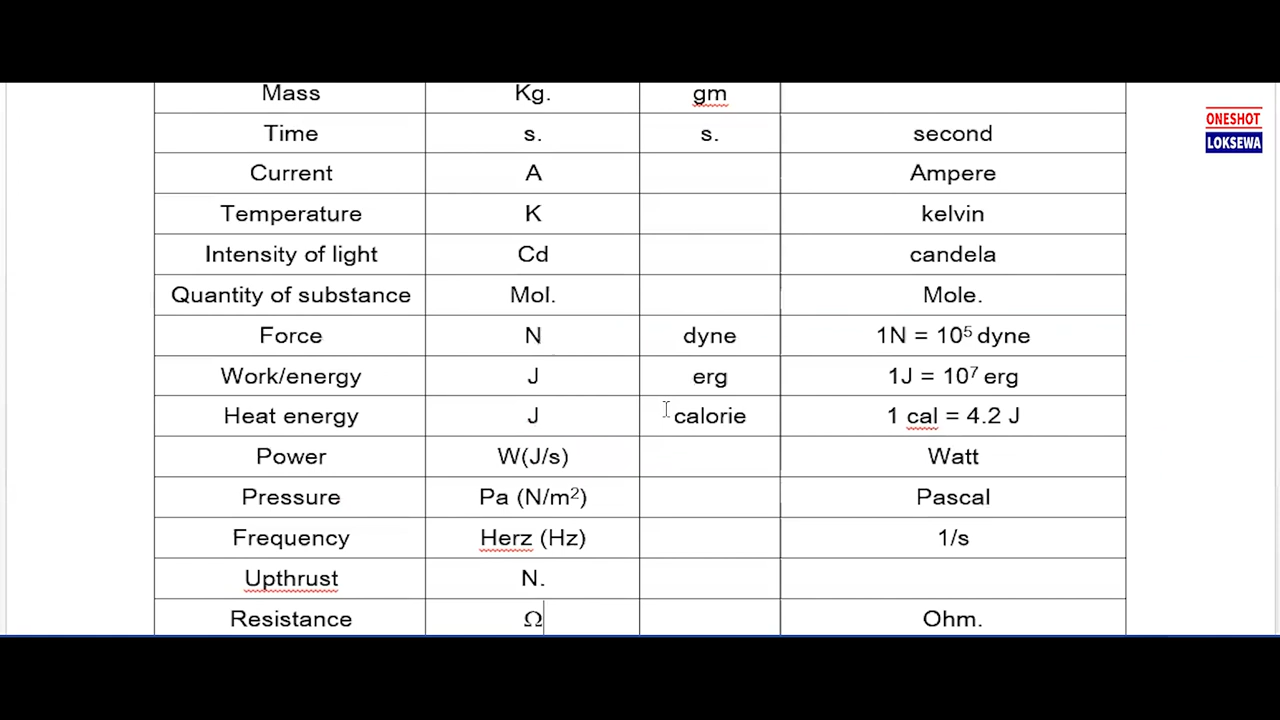 Mass Kg. gm
ONESHOT
LOKSEWA
Time s. s. second
Current A Ampere
Temperature K kelvin
Intensity of light Cd candela
Quantity of substance Mol. Mole.
Force N dyne 1N = 10⁵ dyne
Work/energy J erg 1J = 10⁷ erg
Heat energy J calorie 1 cal = 4.2 J
Power W(J/s) Watt
Pressure Pa (N/m²) Pascal
Frequency Herz (Hz) 1/s
Upthrust N.
Resistance Ω Ohm.